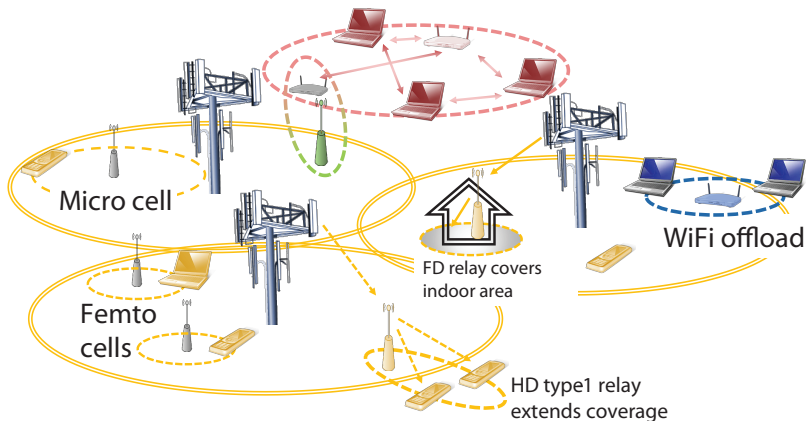 Micro cell
WiFi offload
FD relay covers
indoor area
Femto
cells
HD type1 relay
extends coverage